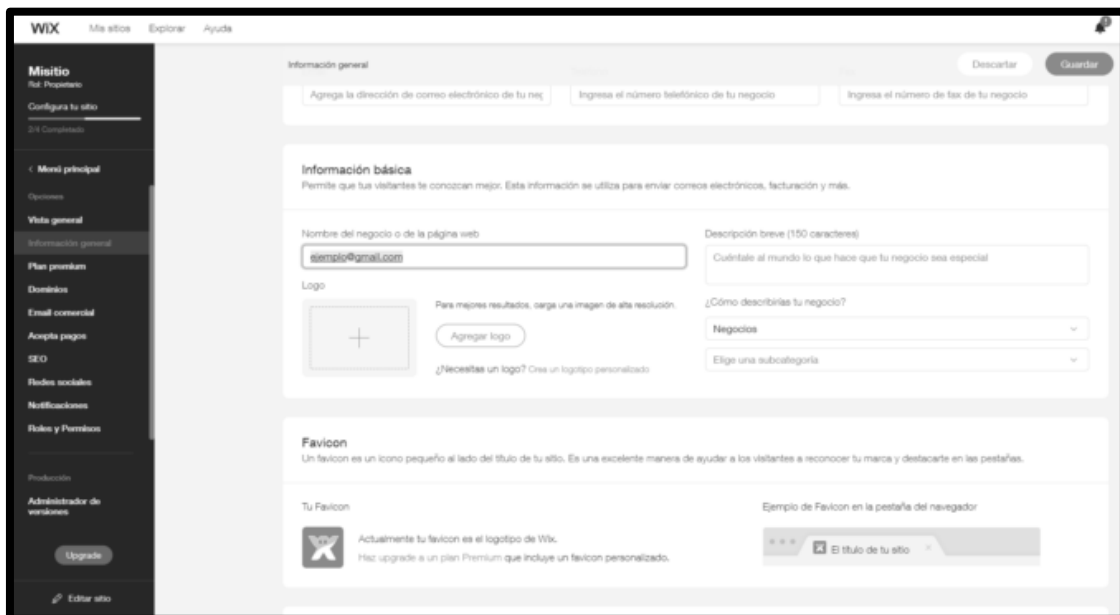 WIX Mis sitios Explorar Ayuda
Misitio
Rol: Propietario
Configura tu sitio
2/4 Completado
< Menú principal
Opciones
Vista general
Información general
Plan premium
Dominios
Email comercial
Acepta pagos
SEO
Redes sociales
Notificaciones
Roles y Permisos
Producción
Administrador de
versiones
Upgrade
Editar sitio
Información general
Descartar
Guardar
Agrega la dirección de correo electrónico de tu neg
Ingresa el número telefónico de tu negocio
Ingresa el número de fax de tu negocio
Información básica
Permite que tus visitantes te conozcan mejor. Esta información se utiliza para enviar correos electrónicos, facturación y más.
Nombre del negocio o de la página web
ejemplo@gmail.com
Logo
Para mejores resultados, carga una imagen de alta resolución.
Agregar logo
¿Necesitas un logo? Crea un logotipo personalizado
Descripción breve (150 caracteres)
Cuéntale al mundo lo que hace que tu negocio sea especial
¿Cómo describirías tu negocio?
Negocios
Elige una subcategoría
Favicon
Un favicon es un icono pequeño al lado del título de tu sitio. Es una excelente manera de ayudar a los visitantes a reconocer tu marca y destacarte en las pestañas.
Tu Favicon
Actualmente tu favicon es el logotipo de Wix.
Haz upgrade a un plan Premium que incluye un favicon personalizado.
Ejemplo de Favicon en la pestaña del navegador
El título de tu sitio